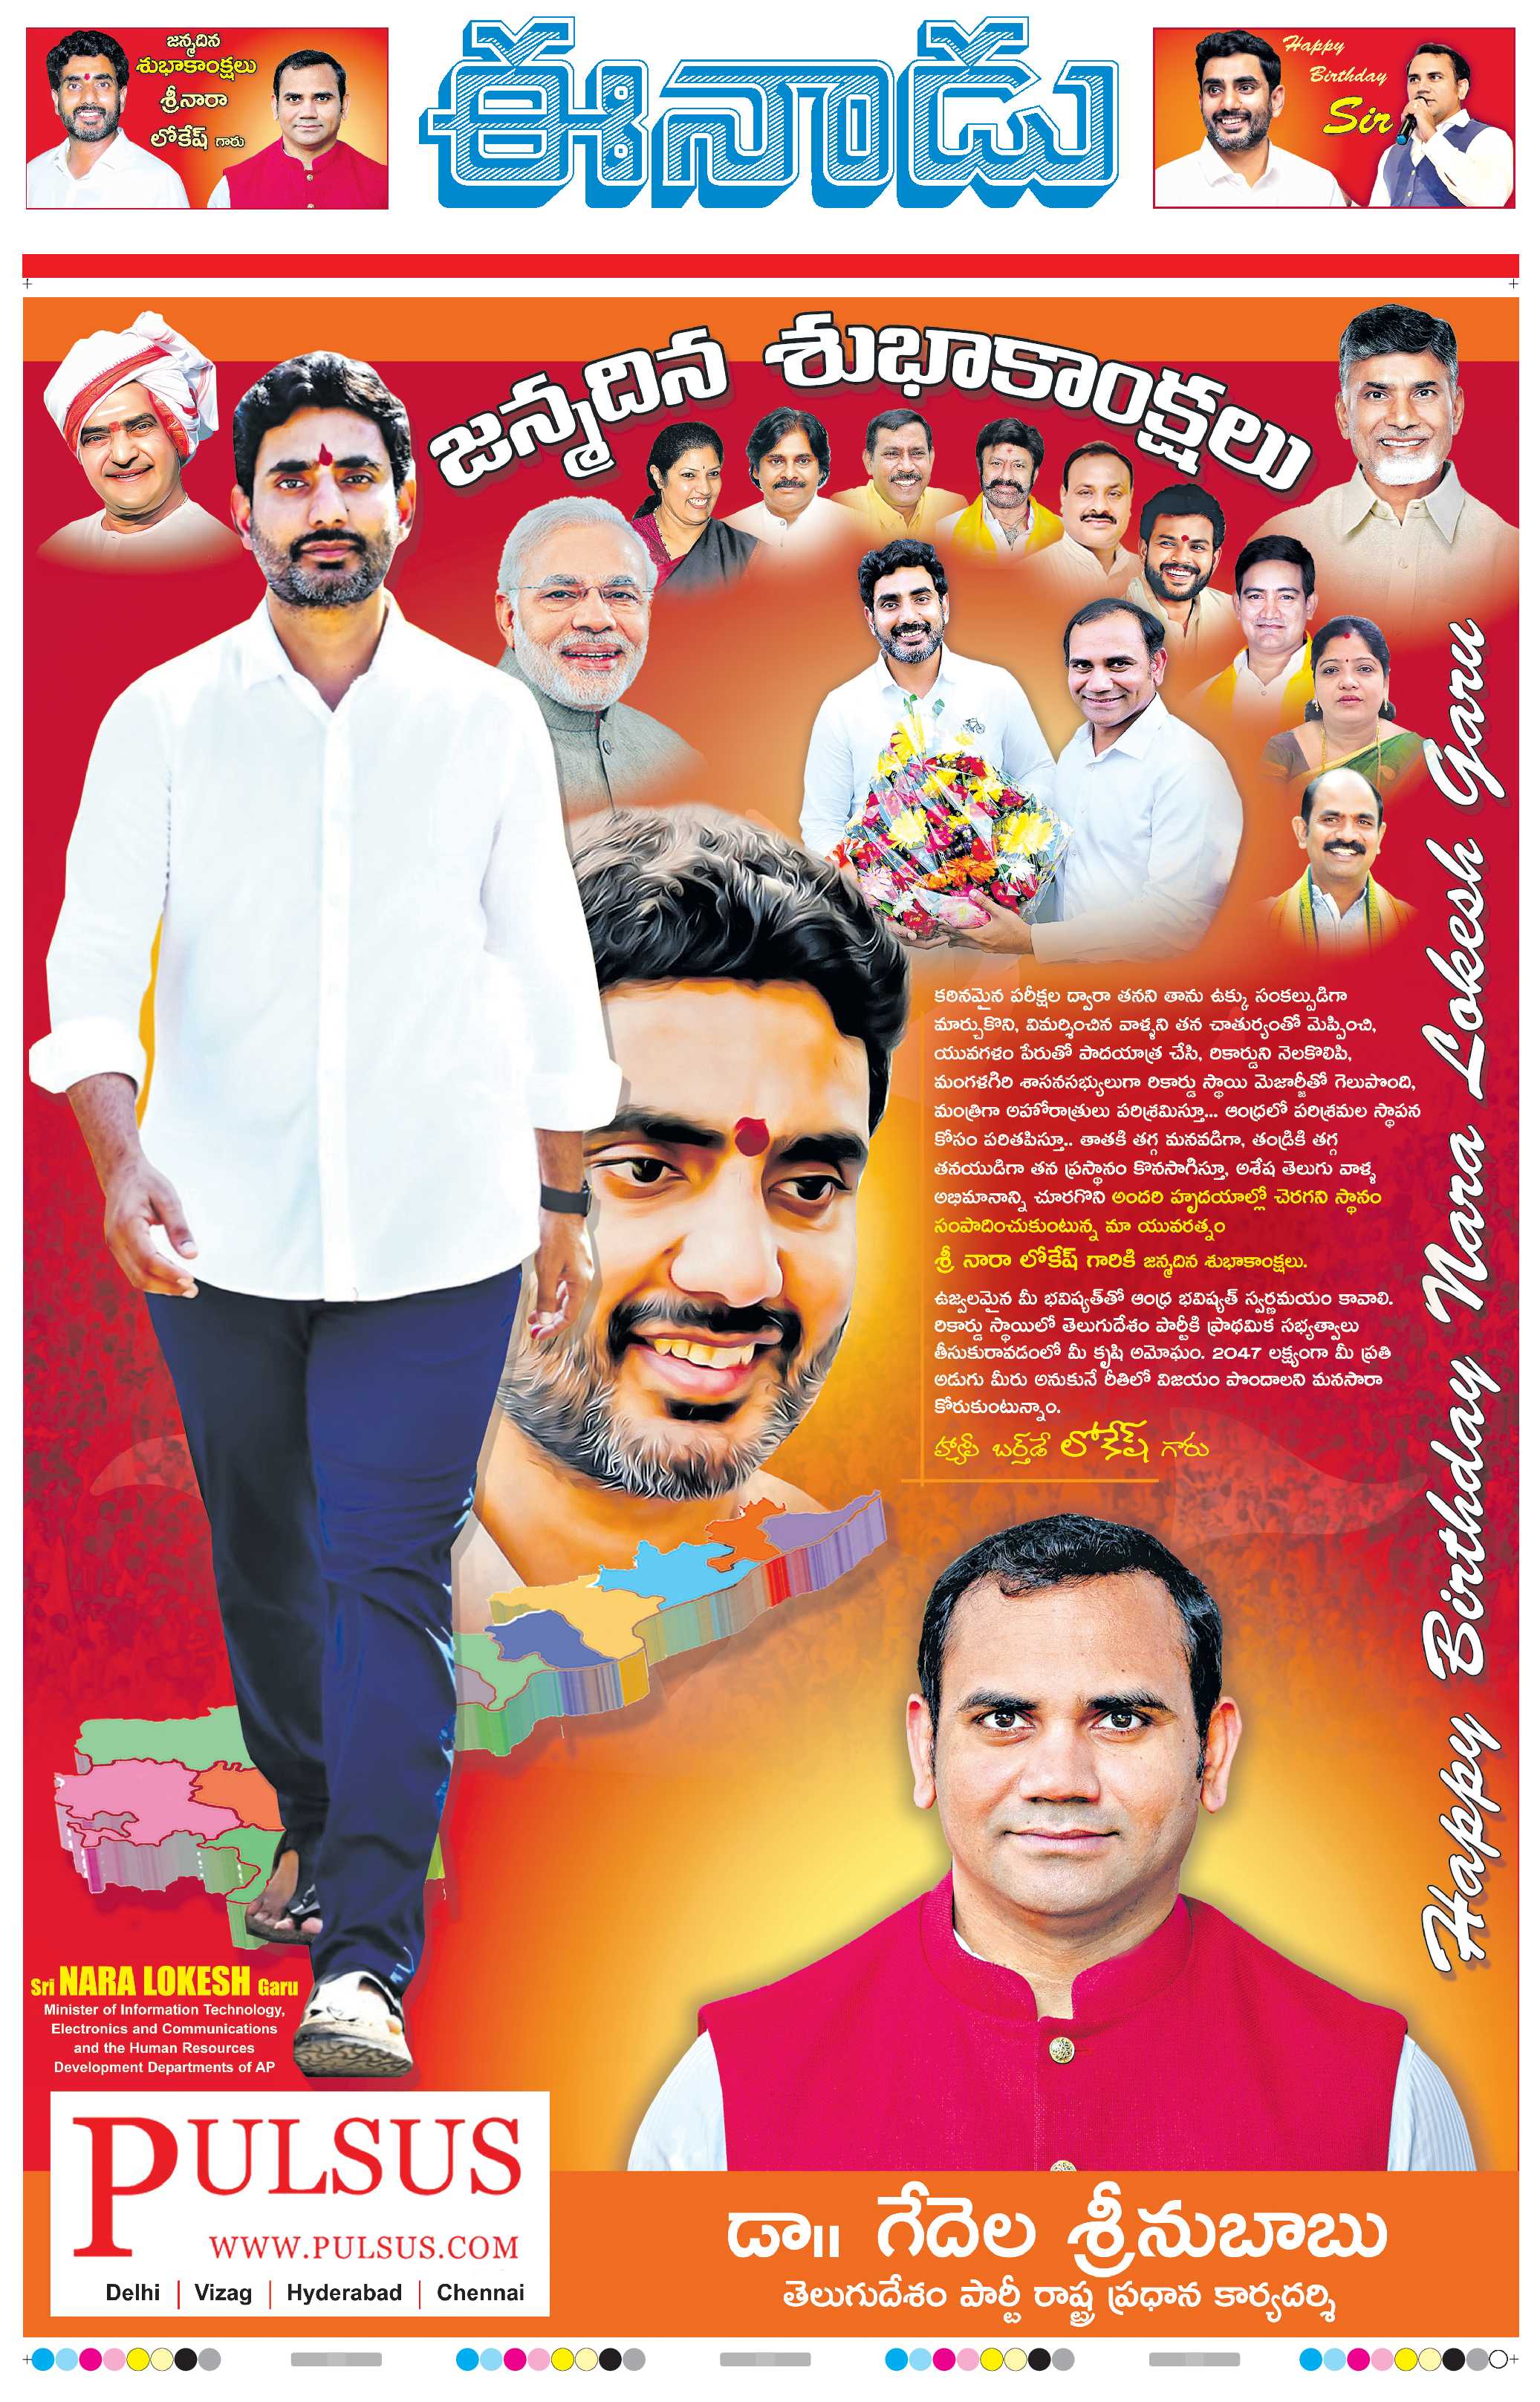 జన్మదిన
శుభాకాంక్షలు
శ్రీ నారా
లోకేష్ గారు
ఈనాడు
Happy
Birthday
Sir
జన్మదిన శుభాకాంక్షలు
కఠినమైన పరీక్షల ద్వారా తనని తాను ఉక్కు సంకల్పుడిగా
మార్చుకొని, విమర్శించిన వాళ్ళని తన చాతుర్యంతో మెప్పించి,
యువగళం పేరుతో పాదయాత్ర చేసి, రికార్డుని నెలకొలిపి,
మంగళగిరి శాసనసభ్యులుగా రికార్డు స్థాయి మెజార్జీతో గెలుపొంది,
మంత్రిగా అహోరాత్రులు పరిశ్రమిస్తూ... ఆంధ్రలో పరిశ్రమల స్థాపన
కోసం పరితపిస్తూ.. తాతకి తగ్గ మనవడిగా, తండ్రికి తగ్గ
తనయుడిగా తన ప్రస్థానం కొనసాగిస్తూ, అశేష తెలుగు వాళ్ళ
అభిమానాన్ని చూరగొని అందరి హృదయాల్లో చెరగని స్థానం
సంపాదించుకుంటున్న మా యువరత్నం
శ్రీ నారా లోకేష్ గారికి జన్మదిన శుభాకాంక్షలు.
ఉజ్వలమైన మీ భవిష్యత్‌తో ఆంధ్ర భవిష్యత్ స్వర్ణమయం కావాలి.
రికార్డు స్థాయిలో తెలుగుదేశం పార్టీకి ప్రాథమిక సభ్యత్వాలు
తీసుకురావడంలో మీ కృషి అమోఘం. 2047 లక్ష్యంగా మీ ప్రతి
అడుగు మీరు అనుకునే రీతిలో విజయం పొందాలని మనసారా
కోరుకుంటున్నాం.
హ్యాపీ బర్త్‌డే లోకేష్ గారు
Happy Birthday Nara Lokesh Garu
Sri NARA LOKESH Garu
Minister of Information Technology,
Electronics and Communications
and the Human Resources
Development Departments of AP
PULSUS
WWW.PULSUS.COM
Delhi | Vizag | Hyderabad | Chennai
డా॥ గేదెల శ్రీనుబాబు
తెలుగుదేశం పార్టీ రాష్ట్ర ప్రధాన కార్యదర్శి